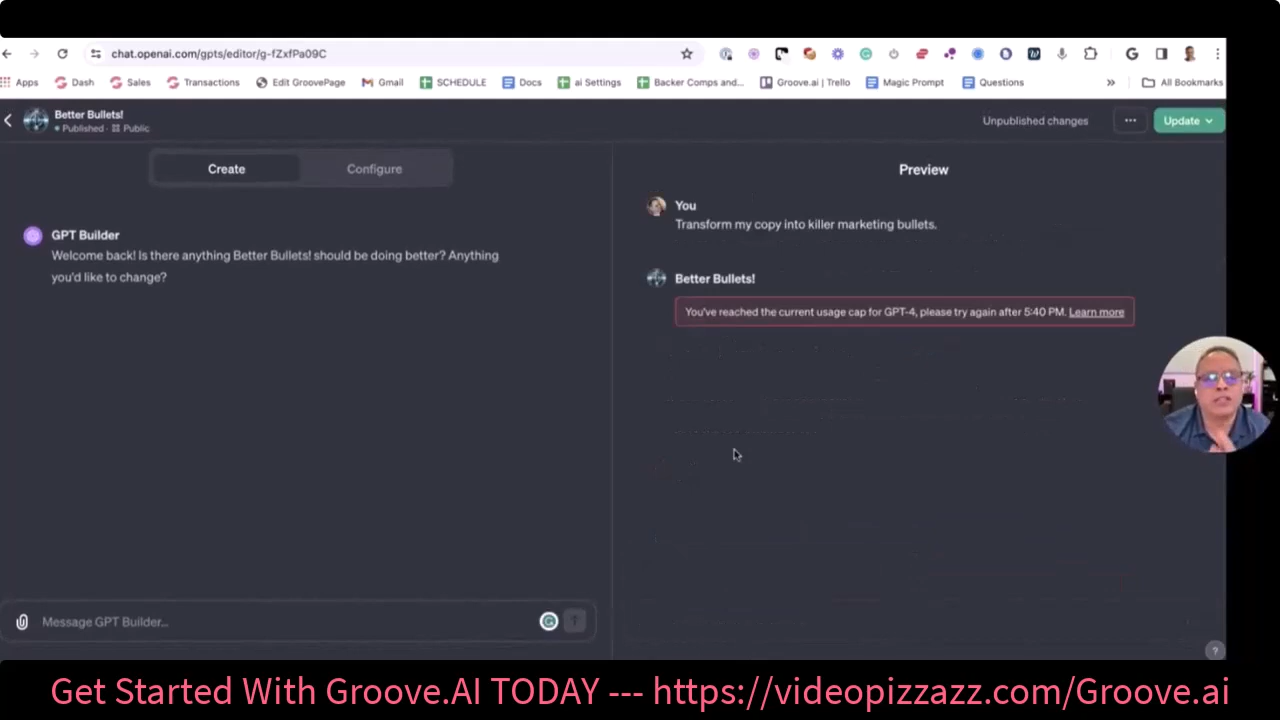 chat.openai.com/gpts/editor/g-fZxfPa09C
Apps Dash Sales Transactions Edit GroovePage Gmail SCHEDULE Docs ai Settings Backer Comps and... Groove.ai | Trello Magic Prompt Questions » All Bookmarks
Better Bullets!
Published · Public
Unpublished changes
Update
Create
Configure
Preview
GPT Builder
Welcome back! Is there anything Better Bullets! should be doing better? Anything
you'd like to change?
You
Transform my copy into killer marketing bullets.
Better Bullets!
You've reached the current usage cap for GPT-4, please try again after 5:40 PM. Learn more
Message GPT Builder...
?
Get Started With Groove.AI TODAY --- https://videopizzazz.com/Groove.ai